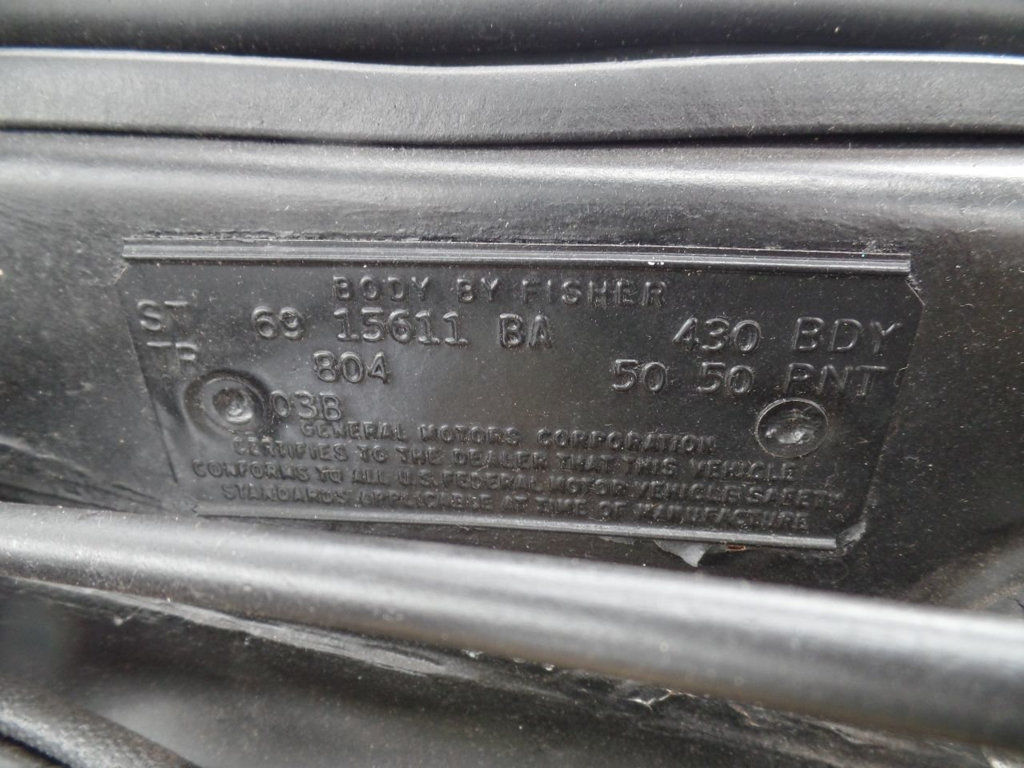 BODY BY FISHER
ST 69 15611 BA 430 BDY
TR 804 50 50 PNT
03B
GENERAL MOTORS CORPORATION
CERTIFIES TO THE DEALER THAT THIS VEHICLE
CONFORMS TO ALL U.S. FEDERAL MOTOR VEHICLE SAFETY
STANDARDS APPLICABLE AT TIME OF MANUFACTURE